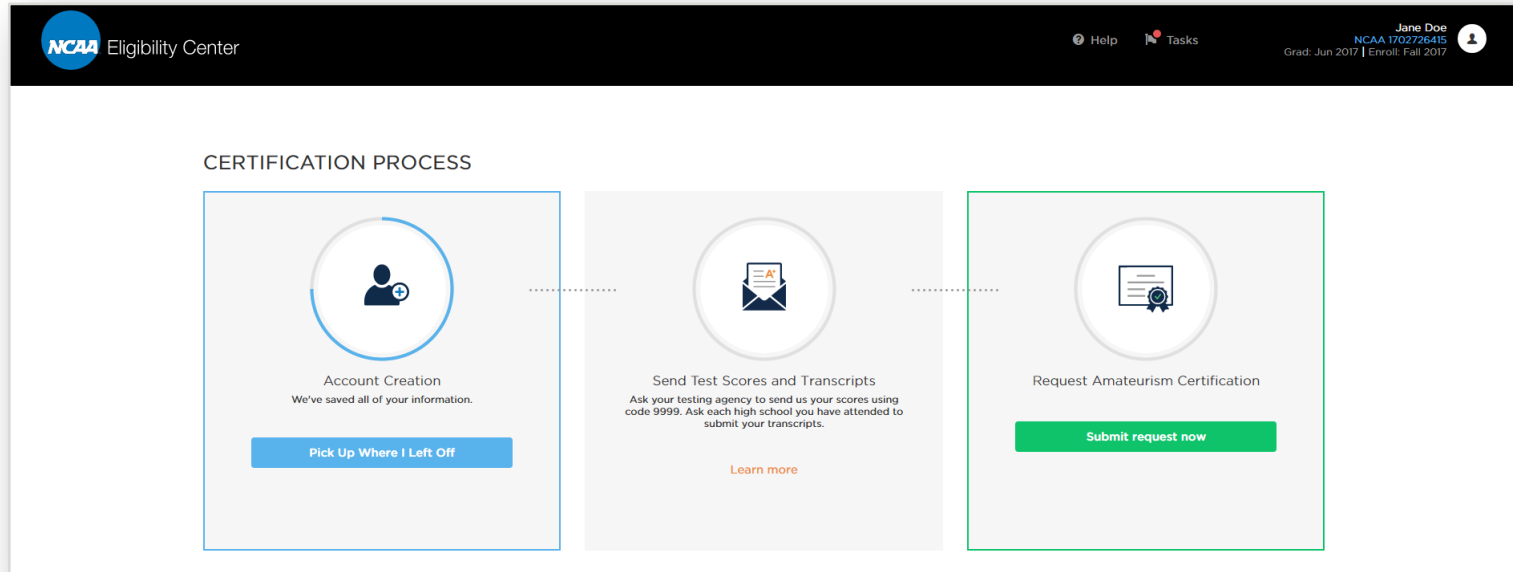 NCAA Eligibility Center
Help
Tasks
Jane Doe
NCAA 1702726415
Grad: Jun 2017 | Enroll: Fall 2017
CERTIFICATION PROCESS
Account Creation
We've saved all of your information.
Pick Up Where I Left Off
A+
Send Test Scores and Transcripts
Ask your testing agency to send us your scores using
code 9999. Ask each high school you have attended to
submit your transcripts.
Learn more
Request Amateurism Certification
Submit request now